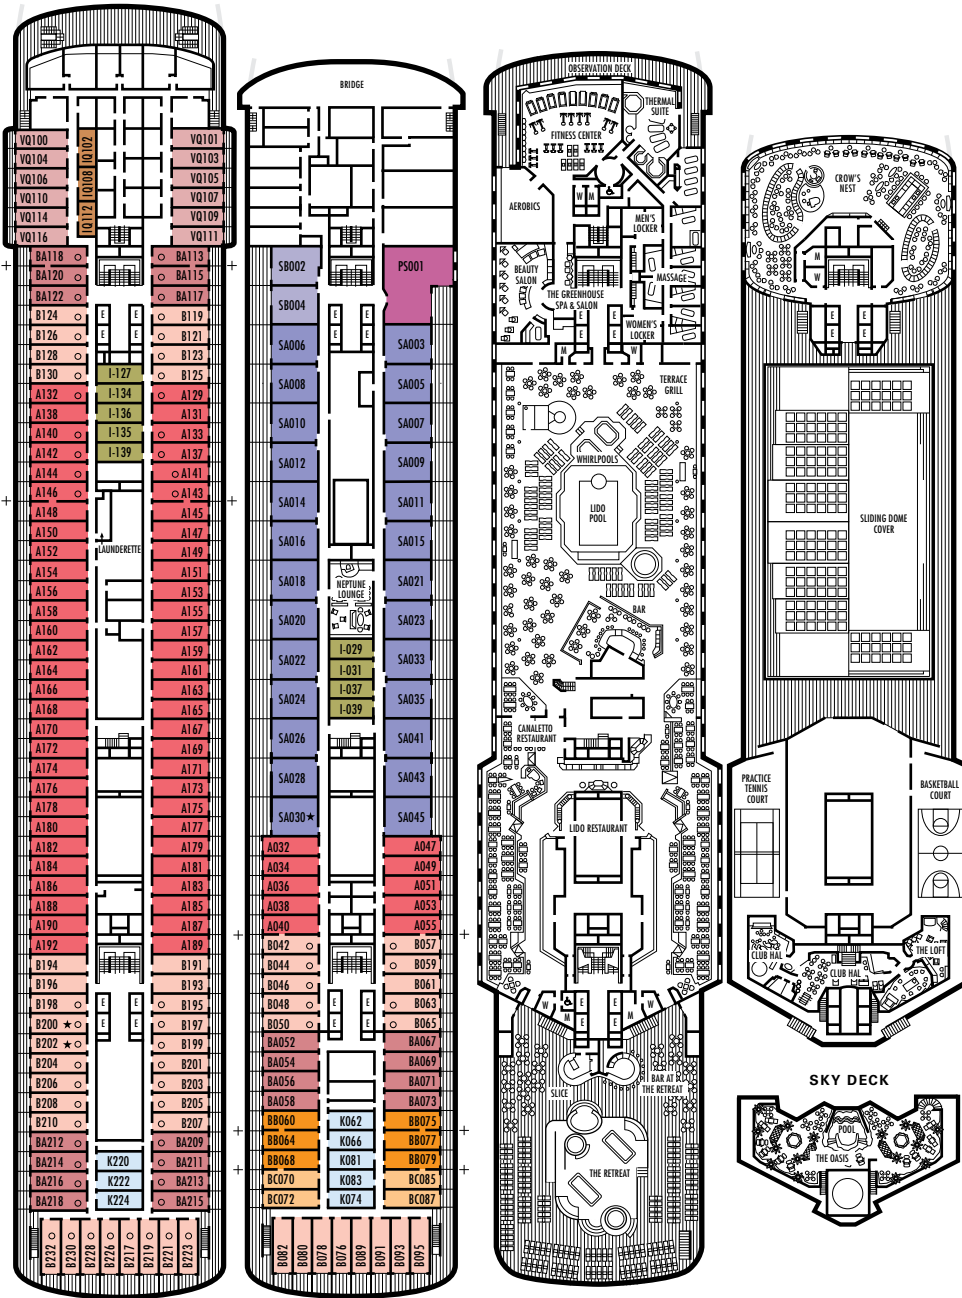 VQ100
VQ104
VQ106
VQ110
VQ114
VQ116
IQ102
IQ108
IQ112
VQ101
VQ103
VQ105
VQ107
VQ109
VQ111
BA118
BA120
BA122
B124
B126
B128
B130
A132
A138
A140
A142
A144
A146
A148
A150
A152
A154
A156
A158
A160
A162
A164
A166
A168
A170
A172
A174
A176
A178
A180
A182
A184
A186
A188
A190
A192
B194
B196
B198
B200 ★
B202 ★
B204
B206
B208
B210
BA212
BA214
BA216
BA218
E E
E E
I-127
I-134
I-136
I-135
I-139
LAUNDERETTE
E E
E E
K220
K222
K224
BA113
BA115
BA117
B119
B121
B123
B125
A129
A131
A133
A137
A141
A143
A145
A147
A149
A151
A153
A155
A157
A159
A161
A163
A165
A167
A169
A171
A173
A175
A177
A179
A181
A183
A185
A187
A189
B191
B193
B195
B197
B199
B201
B203
B205
B207
BA209
BA211
BA213
BA215
B232
B230
B228
B226
B217
B219
B221
B223
BRIDGE
SB002
SB004
SA006
SA008
SA010
SA012
SA014
SA016
SA018
SA020
SA022
SA024
SA026
SA028
SA030★
A032
A034
A036
A038
A040
B042
B044
B046
B048
B050
BA052
BA054
BA056
BA058
BB060
BB064
BB068
BC070
BC072
E E
E E
NEPTUNE
LOUNGE
I-029
I-031
I-037
I-039
E E
E E
K062
K066
K081
K083
K074
PS001
SA003
SA005
SA007
SA009
SA011
SA015
SA021
SA023
SA033
SA035
SA041
SA043
SA045
A047
A049
A051
A053
A055
B057
B059
B061
B063
B065
BA067
BA069
BA071
BA073
BB075
BB077
BB079
BC085
BC087
B082
B080
B078
B076
B089
B091
B093
B095
OBSERVATION DECK
THERMAL
SUITE
FITNESS CENTER
W M
AEROBICS
MEN'S
LOCKER
BEAUTY
SALON
MASSAGE
THE GREENHOUSE
SPA & SALON
E E
E E
WOMEN'S
LOCKER
M W
TERRACE
GRILL
WHIRLPOOLS
LIDO
POOL
BAR
CANALETTO
RESTAURANT
LIDO RESTAURANT
W M
E E
E E
M W
SLICE
BAR AT
THE RETREAT
THE RETREAT
CROW'S
NEST
M
W
E E
E E
SLIDING DOME
COVER
PRACTICE
TENNIS
COURT
BASKETBALL
COURT
CLUB HAL
CLUB HAL
THE LOFT
E E
E E
SKY DECK
POOL
THE OASIS